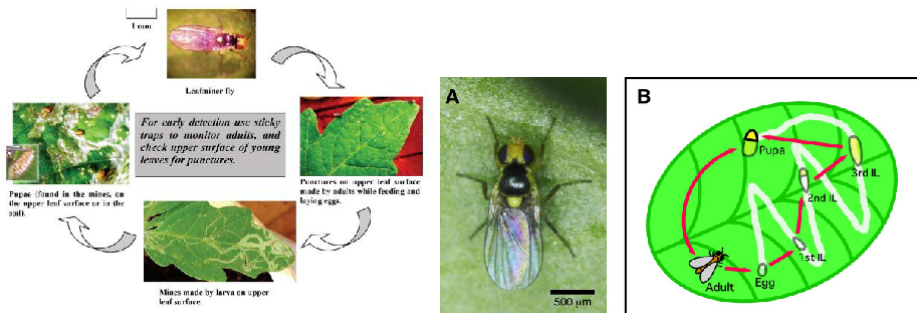 1 mm
Leafminer fly
For early detection use sticky
traps to monitor adults, and
check upper surface of young
leaves for punctures.
Punctures on upper leaf surface
made by adults while feeding and
laying eggs.
Pupae (found in the mines, on
the upper leaf surface or in the
soil).
Mines made by larva on upper
leaf surface.
A
500 µm
B
Pupa
3rd IL
2nd IL
1st IL
Egg
Adult